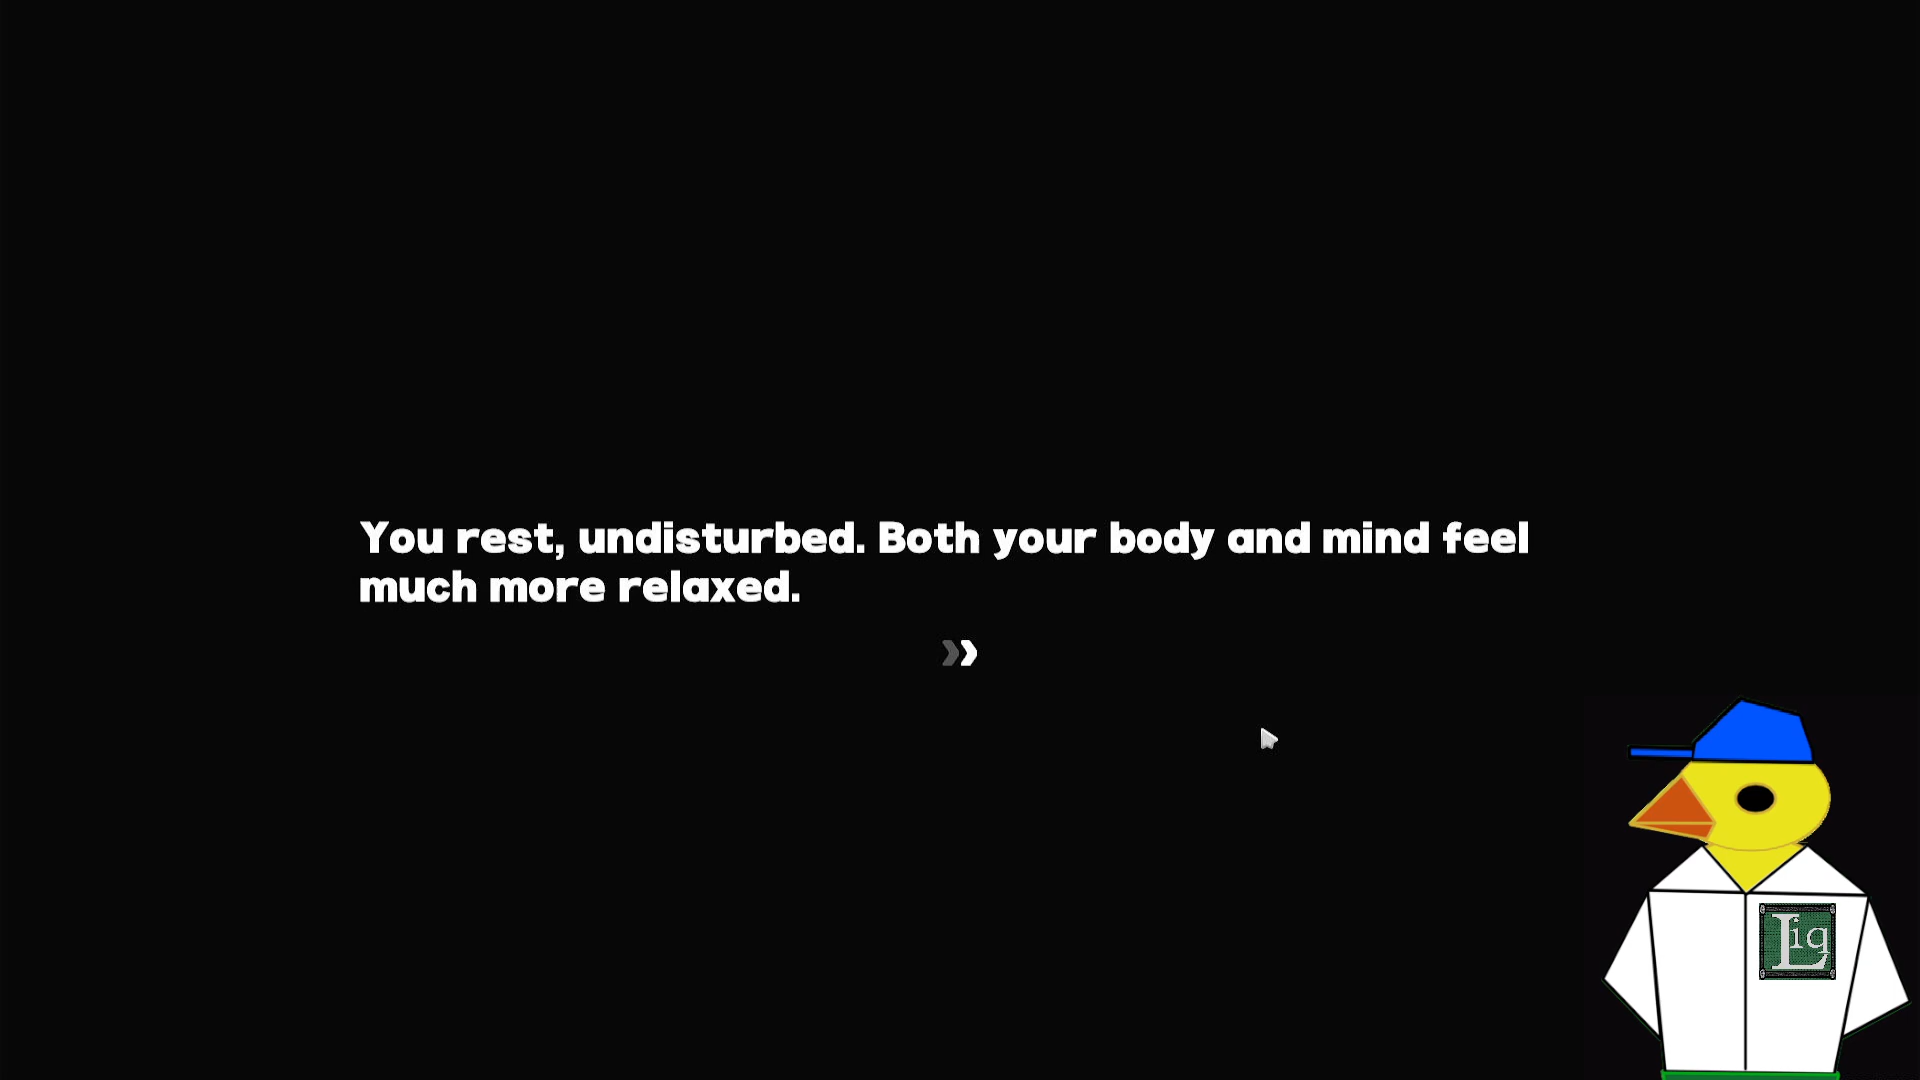 You rest, undisturbed. Both your body and mind feel
much more relaxed.
Lig